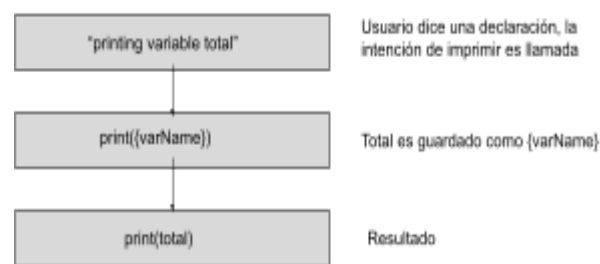 "printing variable total"
Usuario dice una declaración, la
intención de imprimir es llamada
print({varName})
Total es guardado como {varName}
print(total)
Resultado